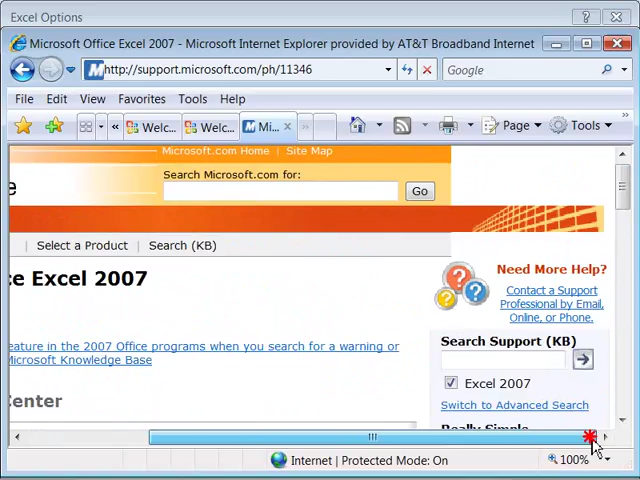 Excel Options
Microsoft Office Excel 2007 - Microsoft Internet Explorer provided by AT&T Broadband Internet
http://support.microsoft.com/ph/11346
Google
File Edit View Favorites Tools Help
Welc... Welc... Mi... Page Tools
Microsoft.com Home | Site Map
e
Search Microsoft.com for:
Go
| Select a Product | Search (KB)
ce Excel 2007
Need More Help?
Contact a Support
Professional by Email,
Online, or Phone.
eature in the 2007 Office programs when you search for a warning or
Microsoft Knowledge Base
Search Support (KB)
Excel 2007
Switch to Advanced Search
Center
Really Simple
Internet | Protected Mode: On
100%